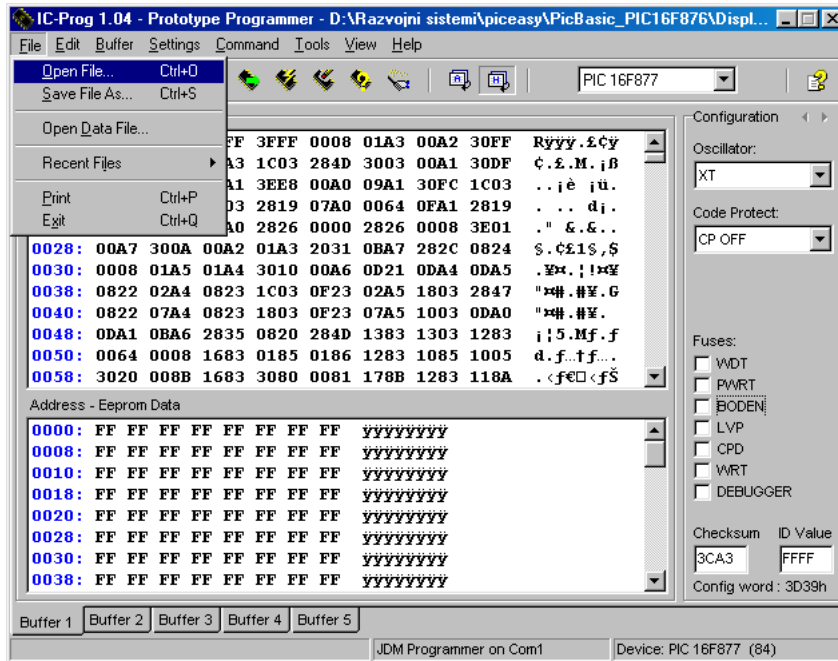 IC-Prog 1.04 - Prototype Programmer - D:\Razvojni sistemi\piceasy\PicBasic_PIC16F876\Displ...
File Edit Buffer Settings Command Tools View Help
Open File... Ctrl+O
Save File As... Ctrl+S
Open Data File...
Recent Files
Print Ctrl+P
Exit Ctrl+Q
PIC 16F877
FF 3FFF 0008 01A3 00A2 30FF Rÿÿÿ.£¢ÿ
A3 1C03 284D 3003 00A1 30DF ¢.£.M.¡ß
A1 3EE8 00A0 09A1 30FC 1C03 ..¡è ¡ü.
03 2819 07A0 0064 0FA1 2819 . .. d¡.
A0 2826 0000 2826 0008 3E01 ." &.&..
0028: 00A7 300A 00A2 01A3 2031 0BA7 282C 0824 §.¢£1§,$
0030: 0008 01A5 01A4 3010 00A6 0D21 0DA4 0DA5 .¥¤.¦!¤¥
0038: 0822 02A4 0823 1C03 0F23 02A5 1803 2847 "¤#.#¥.G
0040: 0822 07A4 0823 1803 0F23 07A5 1003 0DA0 "¤#.#¥.
0048: 0DA1 0BA6 2835 0820 284D 1383 1303 1283 ¡¦5.Mƒ.ƒ
0050: 0064 0008 1683 0185 0186 1283 1085 1005 d.ƒ…†ƒ….
0058: 3020 008B 1683 3080 0081 178B 1283 118A .‹ƒ€□‹ƒŠ
Address - Eeprom Data
0000: FF FF FF FF FF FF FF FF ÿÿÿÿÿÿÿÿ
0008: FF FF FF FF FF FF FF FF ÿÿÿÿÿÿÿÿ
0010: FF FF FF FF FF FF FF FF ÿÿÿÿÿÿÿÿ
0018: FF FF FF FF FF FF FF FF ÿÿÿÿÿÿÿÿ
0020: FF FF FF FF FF FF FF FF ÿÿÿÿÿÿÿÿ
0028: FF FF FF FF FF FF FF FF ÿÿÿÿÿÿÿÿ
0030: FF FF FF FF FF FF FF FF ÿÿÿÿÿÿÿÿ
0038: FF FF FF FF FF FF FF FF ÿÿÿÿÿÿÿÿ
Configuration
Oscillator:
XT
Code Protect:
CP OFF
Fuses:
WDT
PWRT
BODEN
LVP
CPD
WRT
DEBUGGER
Checksum ID Value
3CA3 FFFF
Config word : 3D39h
Buffer 1 Buffer 2 Buffer 3 Buffer 4 Buffer 5
JDM Programmer on Com1 Device: PIC 16F877 (84)